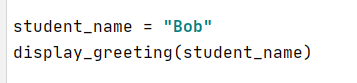 student_name = "Bob"
display_greeting(student_name)